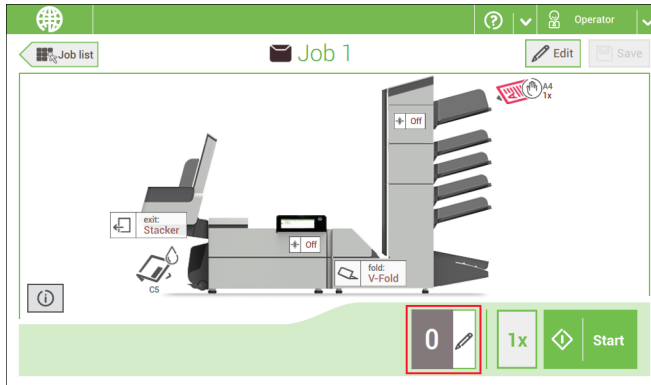 Operator
Job list
Job 1
Edit
Save
A4
1x
Off
exit:
Stacker
Off
fold:
V-Fold
C5
0
1x
Start